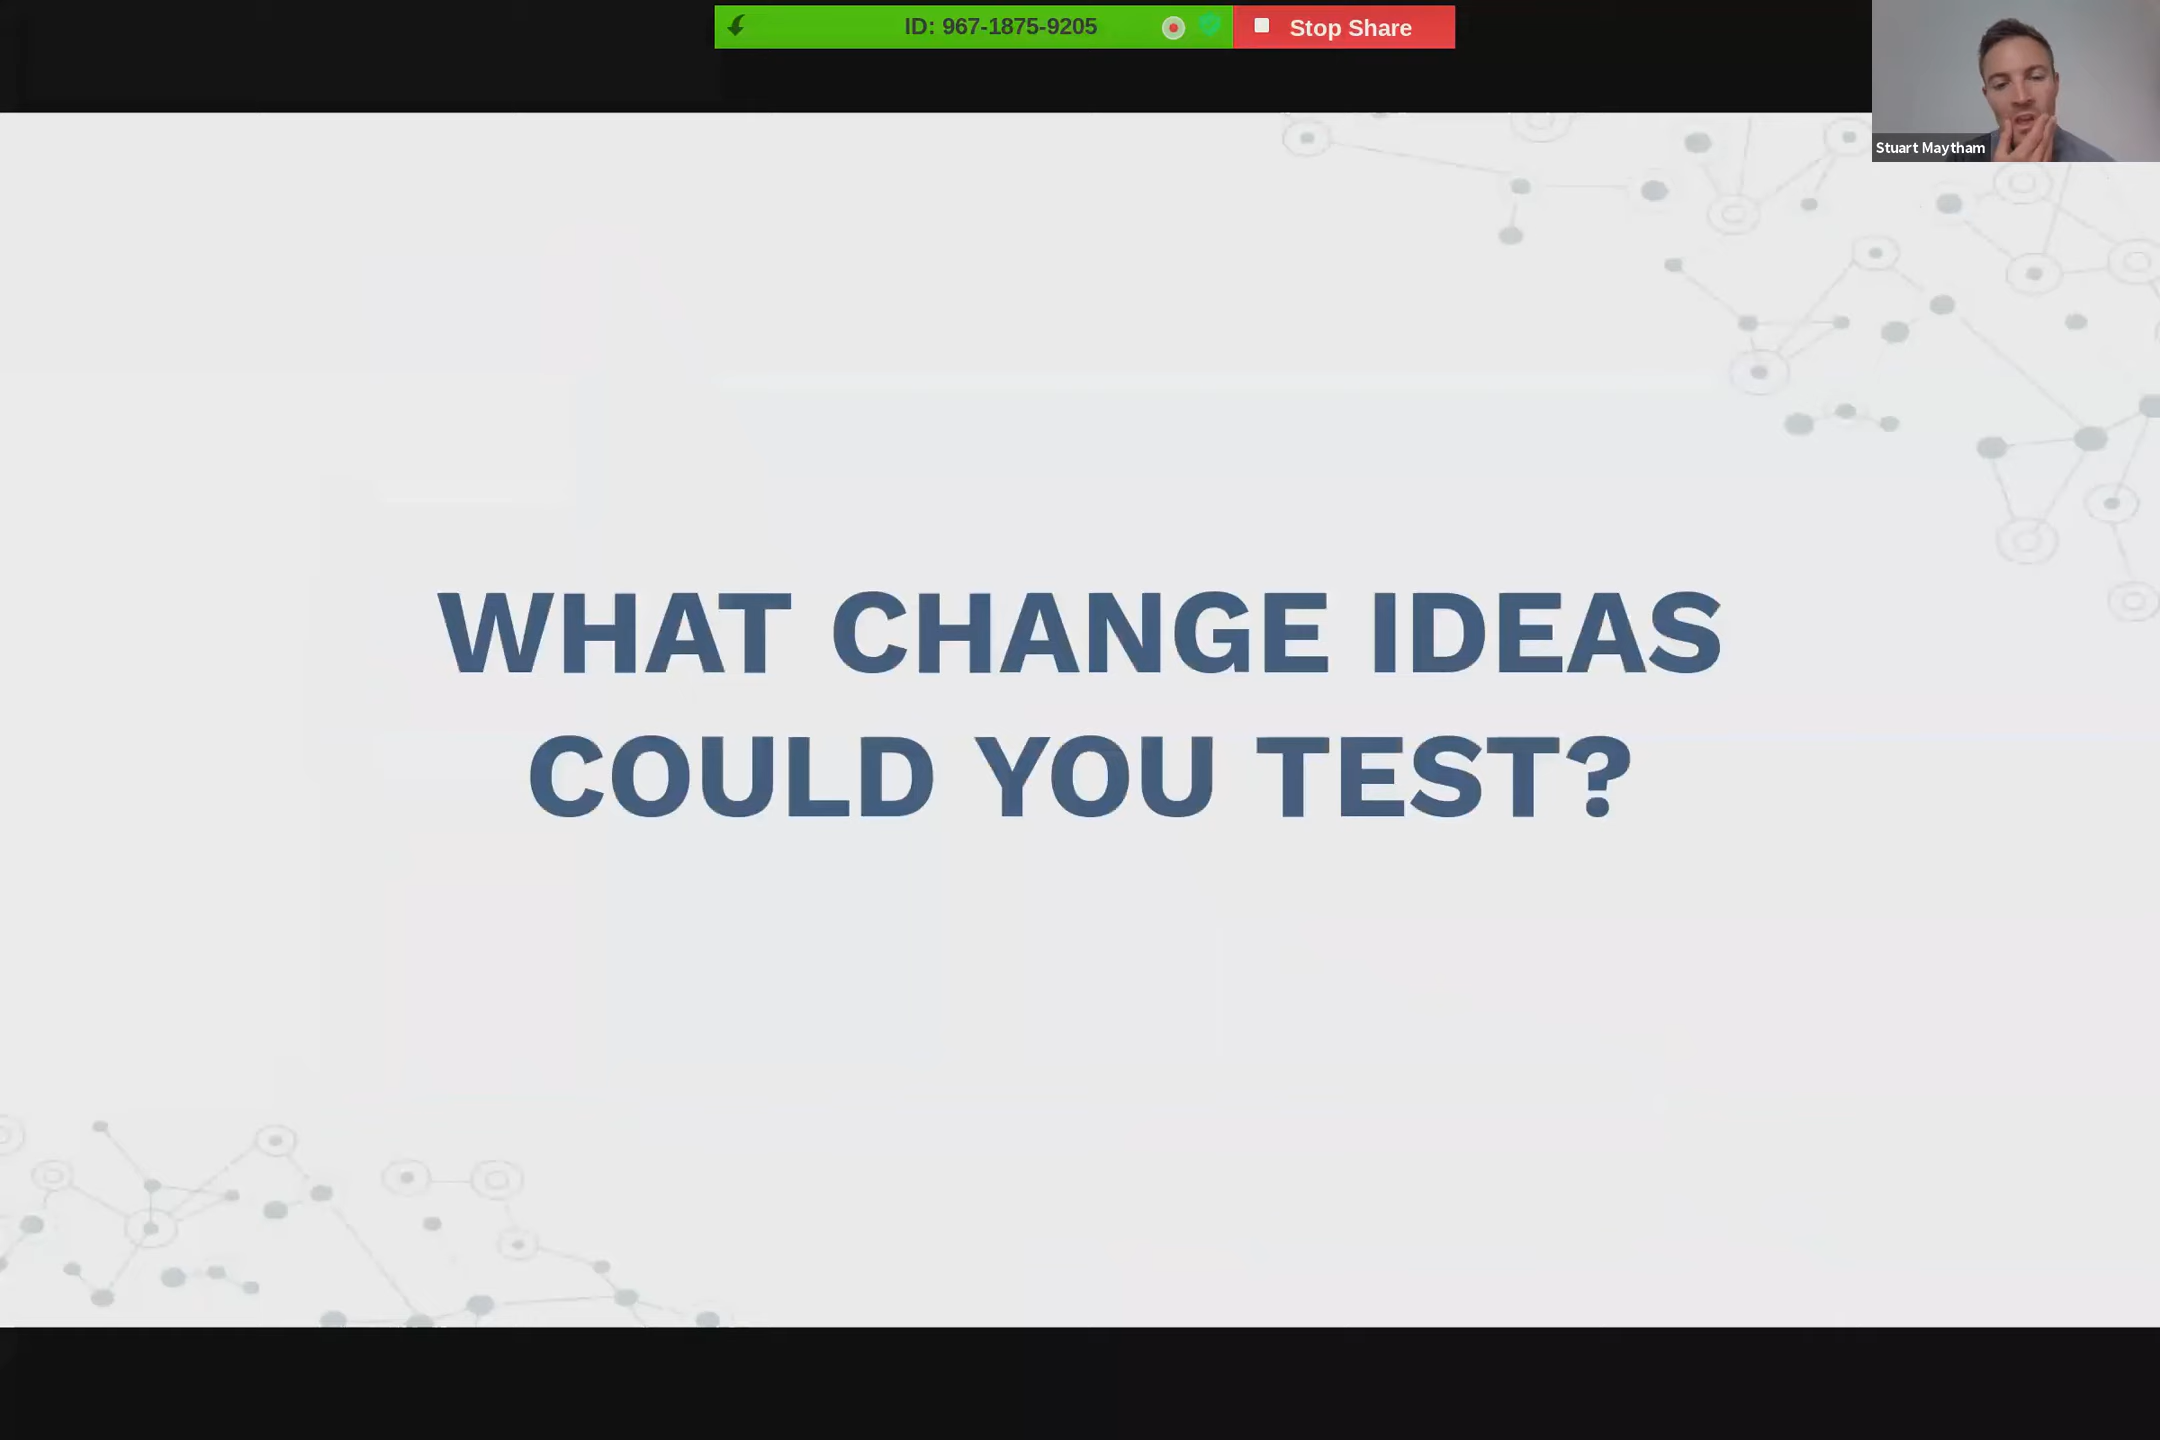 ID: 967-1875-9205
Stop Share
Stuart Maytham
WHAT CHANGE IDEAS
COULD YOU TEST?